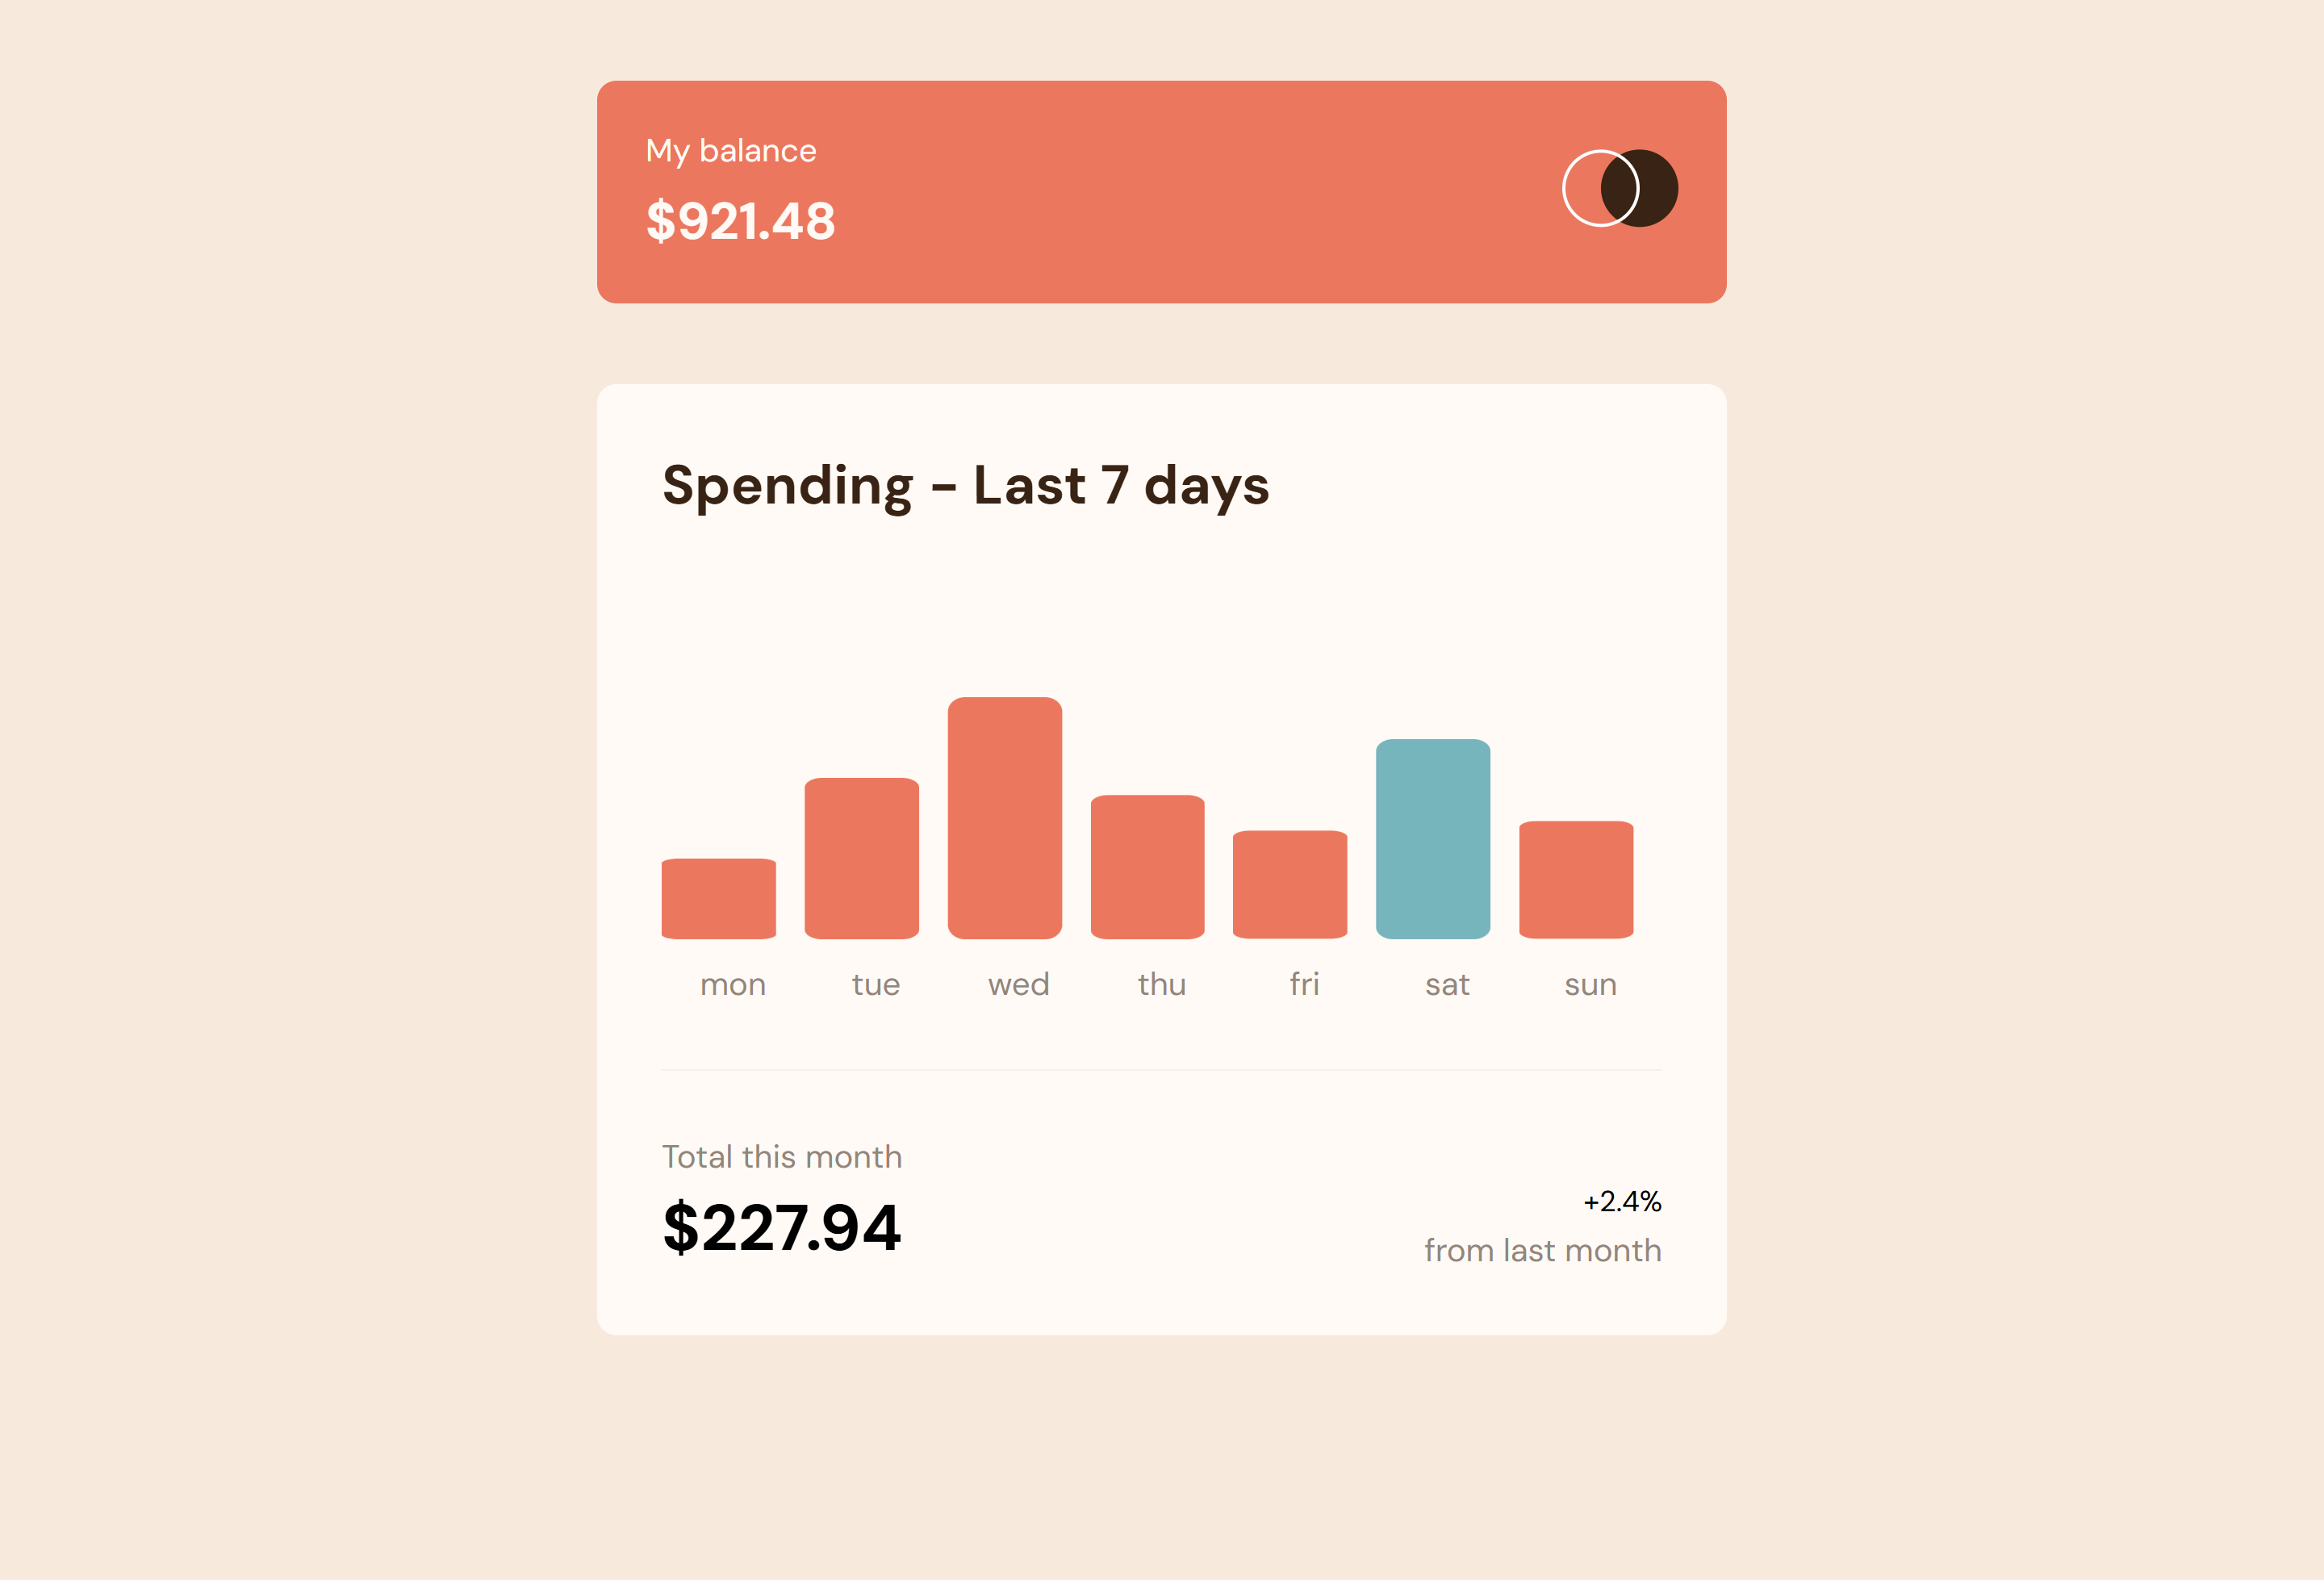 My balance
$921.48
Spending - Last 7 days
mon tue wed thu fri sat sun
Total this month
$227.94
+2.4%
from last month